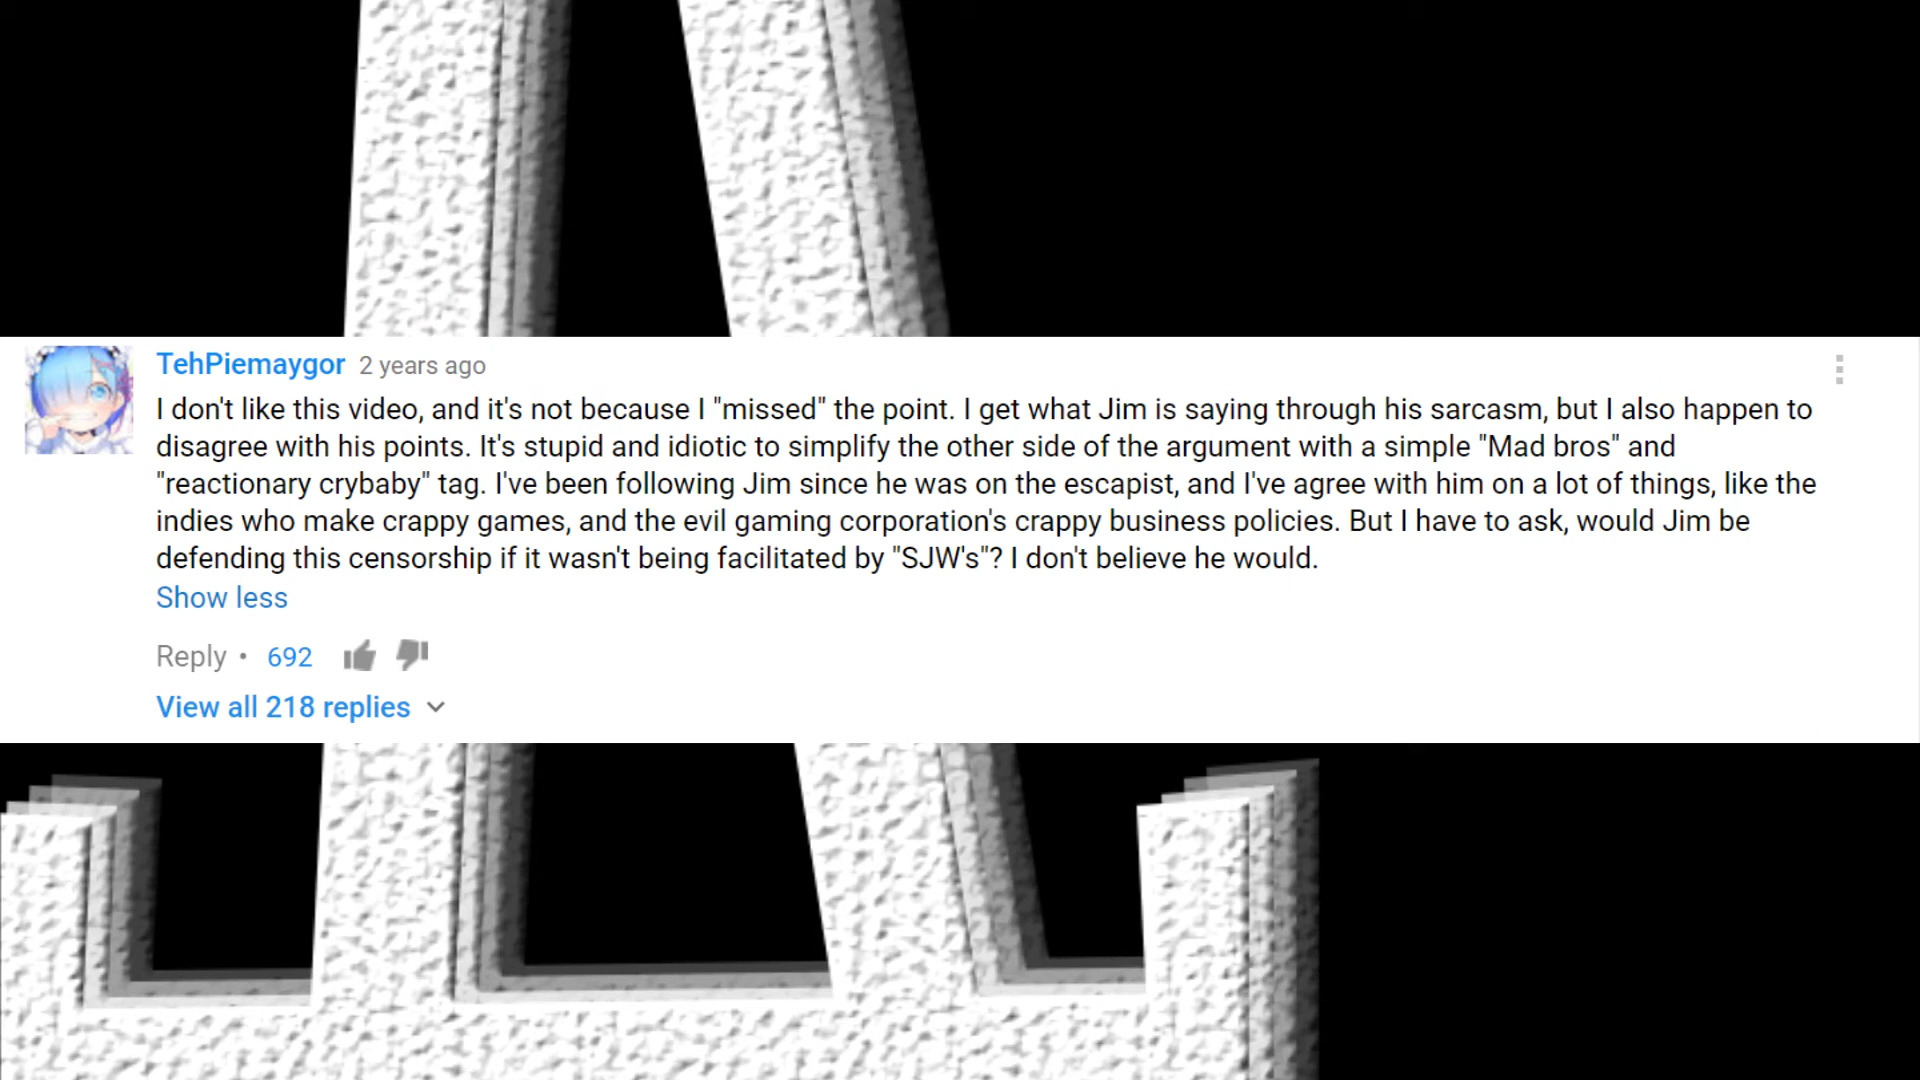 TehPiemaygor 2 years ago
I don't like this video, and it's not because I "missed" the point. I get what Jim is saying through his sarcasm, but I also happen to
disagree with his points. It's stupid and idiotic to simplify the other side of the argument with a simple "Mad bros" and
"reactionary crybaby" tag. I've been following Jim since he was on the escapist, and I've agree with him on a lot of things, like the
indies who make crappy games, and the evil gaming corporation's crappy business policies. But I have to ask, would Jim be
defending this censorship if it wasn't being facilitated by "SJW's"? I don't believe he would.
Show less
Reply • 692
View all 218 replies